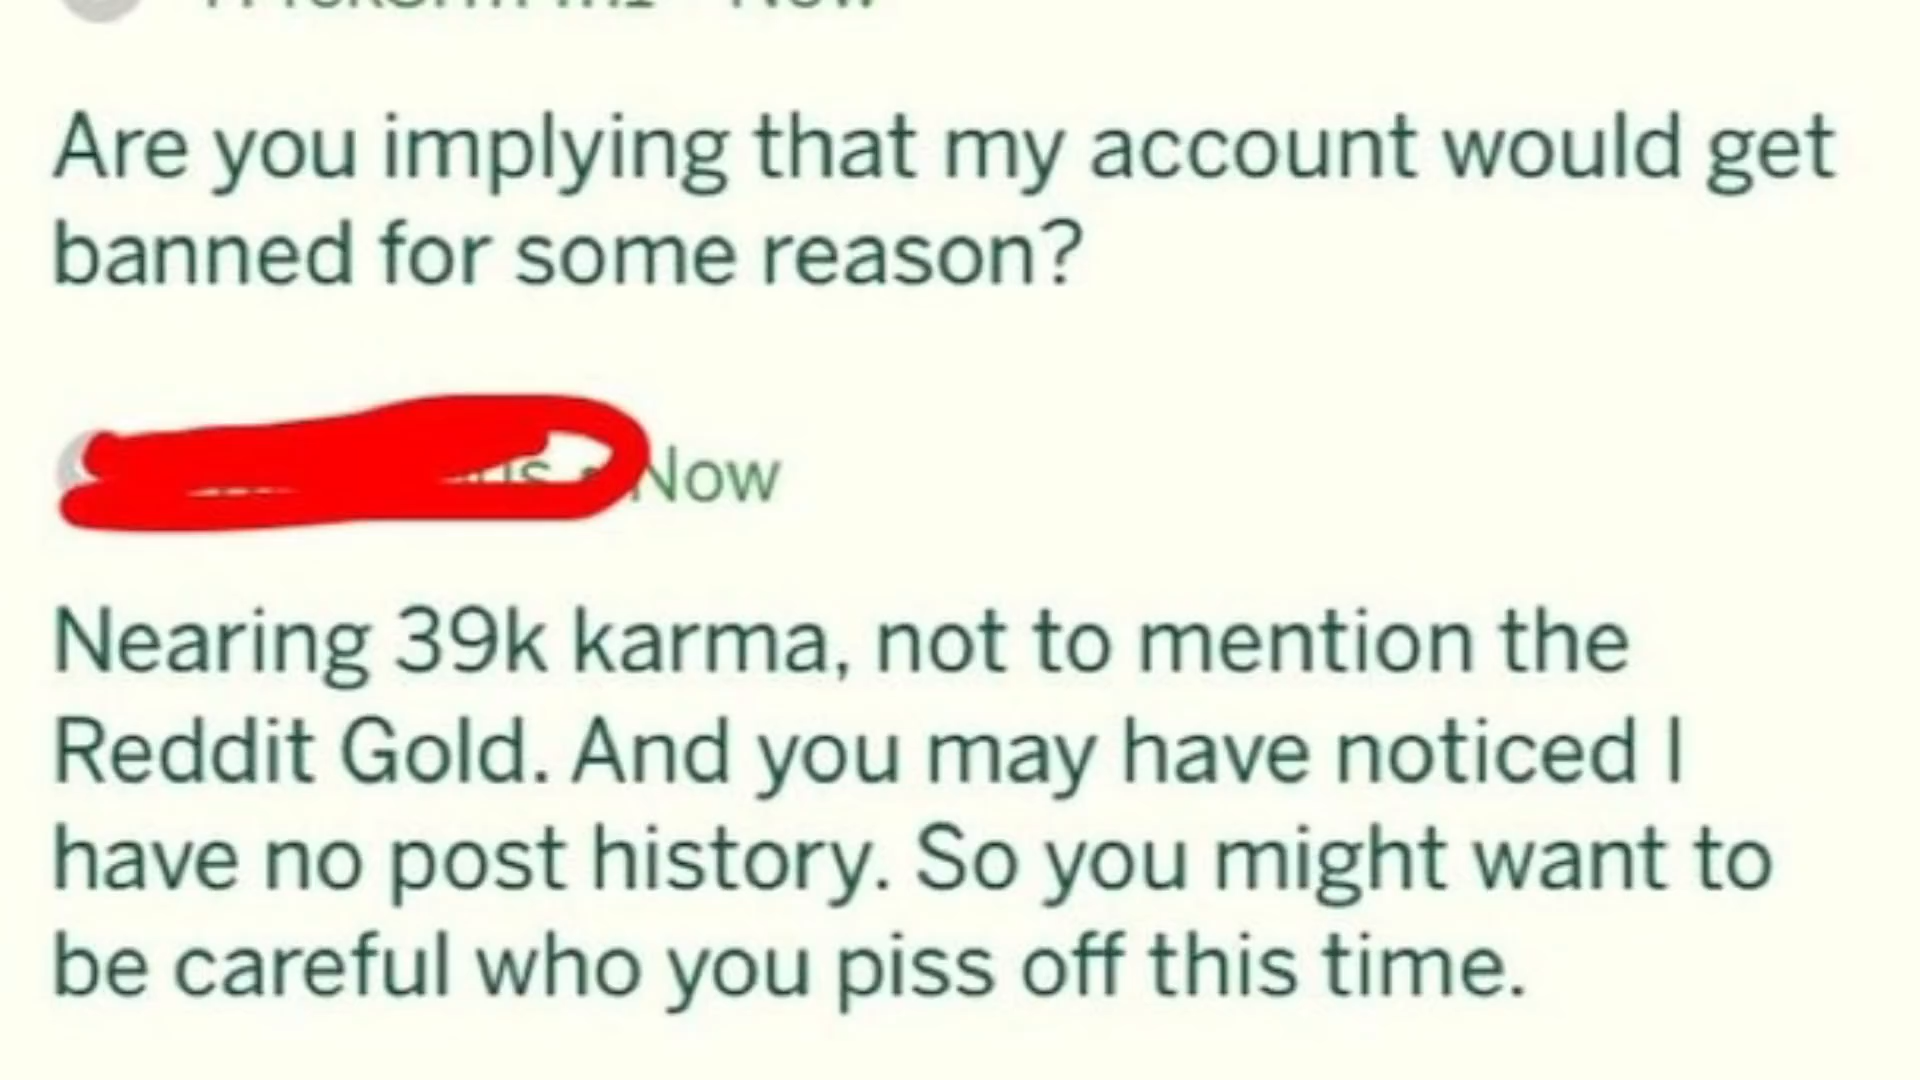 Now
Are you implying that my account would get
banned for some reason?
Now
Nearing 39k karma, not to mention the
Reddit Gold. And you may have noticed I
have no post history. So you might want to
be careful who you piss off this time.